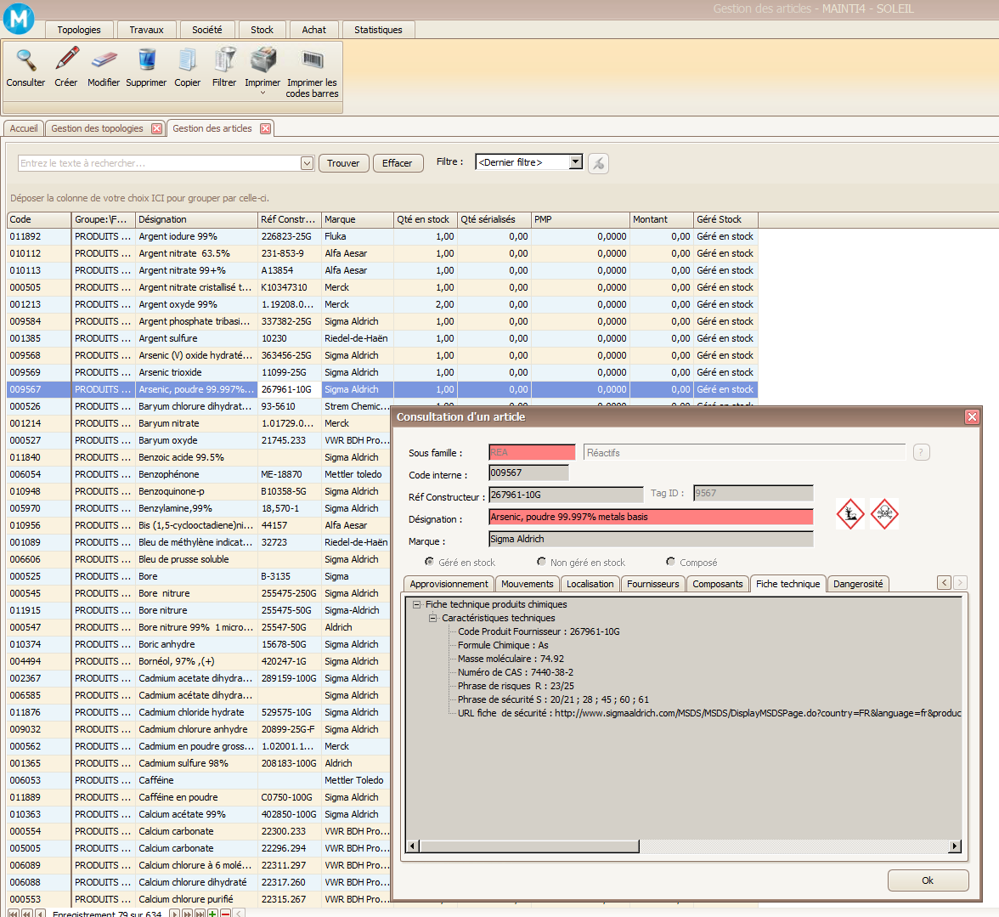 Gestion des articles - MAINTI4 - SOLEIL
M
Topologies Travaux Société Stock Achat Statistiques
Consulter Créer Modifier Supprimer Copier Filtrer Imprimer Imprimer les codes barres
Accueil Gestion des topologies Gestion des articles
Entrez le texte à rechercher... Trouver Effacer Filtre : <Dernier filtre>
Déposer la colonne de votre choix ICI pour grouper par celle-ci.
Code Groupe:\F... Désignation Réf Constr... Marque Qté en stock Qté sérialisés PMP Montant Géré Stock
011892 PRODUITS ... Argent iodure 99% 226823-25G Fluka 1,00 0,00 0,0000 0,00 Géré en stock
010112 PRODUITS ... Argent nitrate 63.5% 231-853-9 Alfa Aesar 1,00 0,00 0,0000 0,00 Géré en stock
010113 PRODUITS ... Argent nitrate 99+% A13854 Alfa Aesar 1,00 0,00 0,0000 0,00 Géré en stock
000505 PRODUITS ... Argent nitrate cristallisé t... K10347310 Merck 1,00 0,00 0,0000 0,00 Géré en stock
001213 PRODUITS ... Argent oxyde 99% 1.19208.0... Merck 2,00 0,00 0,0000 0,00 Géré en stock
009584 PRODUITS ... Argent phosphate tribasi... 337382-25G Sigma Aldrich 1,00 0,00 0,0000 0,00 Géré en stock
001385 PRODUITS ... Argent sulfure 10230 Riedel-de-Haën 1,00 0,00 0,0000 0,00 Géré en stock
009568 PRODUITS ... Arsenic (V) oxide hydraté... 363456-25G Sigma Aldrich 1,00 0,00 0,0000 0,00 Géré en stock
009569 PRODUITS ... Arsenic trioxide 11099-25G Sigma Aldrich 1,00 0,00 0,0000 0,00 Géré en stock
009567 PRODUITS ... Arsenic, poudre 99.997%... 267961-10G Sigma Aldrich 1,00 0,00 0,0000 0,00 Géré en stock
000526 PRODUITS ... Baryum chlorure dihydrat... 93-5610 Strem Chemic...
001214 PRODUITS ... Baryum nitrate 1.01729.0... Merck
000527 PRODUITS ... Baryum oxyde 21745.233 VWR BDH Pro...
011840 PRODUITS ... Benzoic acide 99.5% Sigma Aldrich
006054 PRODUITS ... Benzophénone ME-18870 Mettler toledo
010948 PRODUITS ... Benzoquinone-p B10358-5G Sigma Aldrich
005970 PRODUITS ... Benzylamine,99% 18,570-1 Sigma Aldrich
010956 PRODUITS ... Bis (1,5-cyclooctadiene)ni... 44157 Alfa Aesar
001089 PRODUITS ... Bleu de méthylène indicat... 32723 Riedel-de-Haën
006606 PRODUITS ... Bleu de prusse soluble Sigma Aldrich
000525 PRODUITS ... Bore B-3135 Sigma
000545 PRODUITS ... Bore nitrure 255475-250G Sigma Aldrich
011915 PRODUITS ... Bore nitrure 255475-50G Sigma-Aldrich
000547 PRODUITS ... Bore nitrure 99% 1 micro... 25547-50G Aldrich
010374 PRODUITS ... Boric anhydre 15678-50G Sigma Aldrich
004494 PRODUITS ... Bornéol, 97% ,(+) 420247-1G Sigma Aldrich
002367 PRODUITS ... Cadmium acetate dihydra... 289159-100G Sigma Aldrich
006585 PRODUITS ... Cadmium acétate dihydra... Sigma Aldrich
011876 PRODUITS ... Cadmium chloride hydrate 529575-10G Sigma Aldrich
009032 PRODUITS ... Cadmium chlorure anhydre 20899-25G-F Sigma Aldrich
000562 PRODUITS ... Cadmium en poudre gross... 1.02001.1... Merck
001365 PRODUITS ... Cadmium sulfure 98% 208183-100G Aldrich
006053 PRODUITS ... Cafféine Mettler Toledo
011889 PRODUITS ... Cafféine en poudre C0750-100G Sigma Aldrich
010363 PRODUITS ... Calcium acétate 99% 402850-100G Sigma Aldrich
000554 PRODUITS ... Calcium carbonate 22300.233 VWR BDH Pro...
005005 PRODUITS ... Calcium carbonate 22296.294 VWR BDH Pro...
006089 PRODUITS ... Calcium chlorure à 6 molé... 22311.297 VWR BDH Pro...
006088 PRODUITS ... Calcium chlorure dihydraté 22317.260 VWR BDH Pro...
000553 PRODUITS ... Calcium chlorure purifié 22315.267 VWR BDH Pro...
Enregistrement 79 sur 634
Consultation d'un article
Sous famille : REA Réactifs ?
Code interne : 009567
Réf Constructeur : 267961-10G Tag ID : 9567
Désignation : Arsenic, poudre 99.997% metals basis
Marque : Sigma Aldrich
Géré en stock Non géré en stock Composé
Approvisionnement Mouvements Localisation Fournisseurs Composants Fiche technique Dangerosité
Fiche technique produits chimiques
Caractéristiques techniques
Code Produit Fournisseur : 267961-10G
Formule Chimique : As
Masse moléculaire : 74.92
Numéro de CAS : 7440-38-2
Phrase de risques R : 23/25
Phrase de sécurité S : 20/21 ; 28 ; 45 ; 60 ; 61
URL fiche de sécurité : http://www.sigmaaldrich.com/MSDS/MSDS/DisplayMSDSPage.do?country=FR&language=fr&produc
Ok